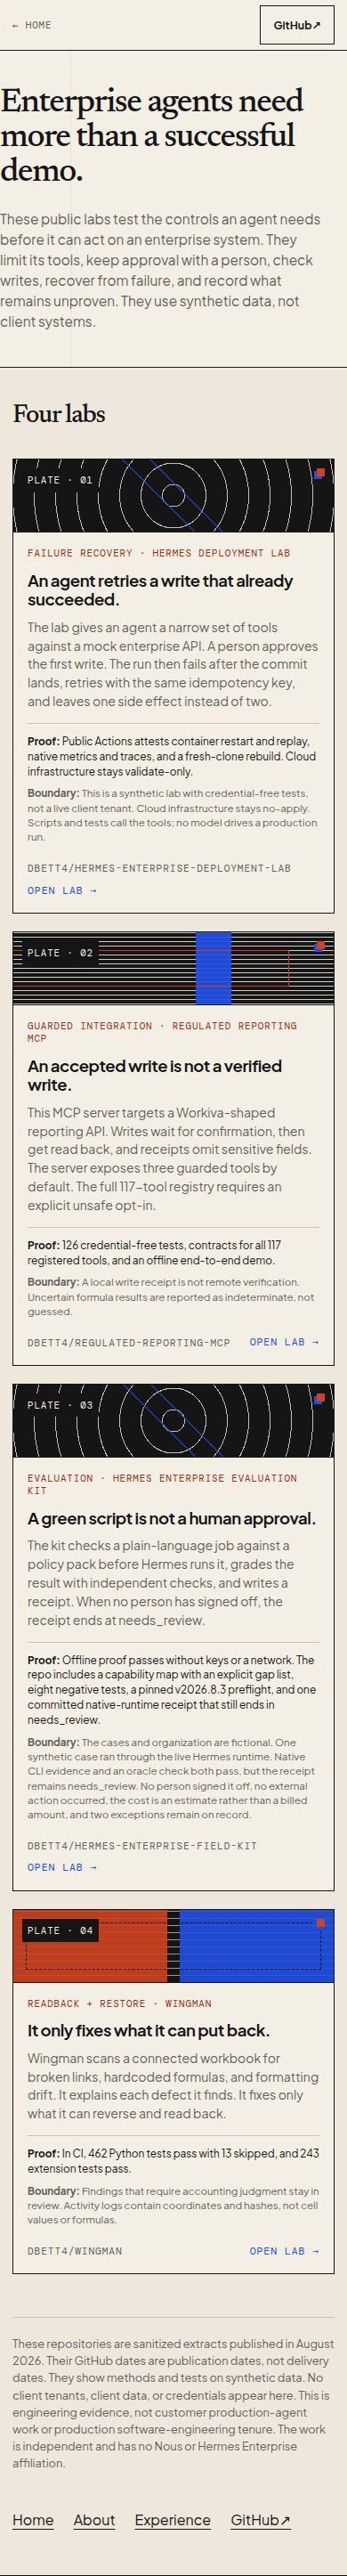 ← HOME
GitHub↗
Enterprise agents need
more than a successful
demo.
These public labs test the controls an agent needs
before it can act on an enterprise system. They
limit its tools, keep approval with a person, check
writes, recover from failure, and record what
remains unproven. They use synthetic data, not
client systems.
Four labs
PLATE · 01
FAILURE RECOVERY · HERMES DEPLOYMENT LAB
An agent retries a write that already
succeeded.
The lab gives an agent a narrow set of tools
against a mock enterprise API. A person approves
the first write. The run then fails after the commit
lands, retries with the same idempotency key,
and leaves one side effect instead of two.
Proof: Public Actions attests container restart and replay,
native metrics and traces, and a fresh-clone rebuild. Cloud
infrastructure stays validate-only.
Boundary: This is a synthetic lab with credential-free tests,
not a live client tenant. Cloud infrastructure stays no-apply.
Scripts and tests call the tools; no model drives a production
run.
DBETT4/HERMES-ENTERPRISE-DEPLOYMENT-LAB
OPEN LAB →
PLATE · 02
GUARDED INTEGRATION · REGULATED REPORTING
MCP
An accepted write is not a verified
write.
This MCP server targets a Workiva-shaped
reporting API. Writes wait for confirmation, then
get read back, and receipts omit sensitive fields.
The server exposes three guarded tools by
default. The full 117-tool registry requires an
explicit unsafe opt-in.
Proof: 126 credential-free tests, contracts for all 117
registered tools, and an offline end-to-end demo.
Boundary: A local write receipt is not remote verification.
Uncertain formula results are reported as indeterminate, not
guessed.
DBETT4/REGULATED-REPORTING-MCP
OPEN LAB →
PLATE · 03
EVALUATION · HERMES ENTERPRISE EVALUATION
KIT
A green script is not a human approval.
The kit checks a plain-language job against a
policy pack before Hermes runs it, grades the
result with independent checks, and writes a
receipt. When no person has signed off, the
receipt ends at needs_review.
Proof: Offline proof passes without keys or a network. The
repo includes a capability map with an explicit gap list,
eight negative tests, a pinned v2026.8.3 preflight, and one
committed native-runtime receipt that still ends in
needs_review.
Boundary: The cases and organization are fictional. One
synthetic case ran through the live Hermes runtime. Native
CLI evidence and an oracle check both pass, but the receipt
remains needs_review. No person signed it off, no external
action occurred, the cost is an estimate rather than a billed
amount, and two exceptions remain on record.
DBETT4/HERMES-ENTERPRISE-FIELD-KIT
OPEN LAB →
PLATE · 04
READBACK + RESTORE · WINGMAN
It only fixes what it can put back.
Wingman scans a connected workbook for
broken links, hardcoded formulas, and formatting
drift. It explains each defect it finds. It fixes only
what it can reverse and read back.
Proof: In CI, 462 Python tests pass with 13 skipped, and 243
extension tests pass.
Boundary: Findings that require accounting judgment stay in
review. Activity logs contain coordinates and hashes, not cell
values or formulas.
DBETT4/WINGMAN
OPEN LAB →
These repositories are sanitized extracts published in August
2026. Their GitHub dates are publication dates, not delivery
dates. They show methods and tests on synthetic data. No
client tenants, client data, or credentials appear here. This is
engineering evidence, not customer production-agent
work or production software-engineering tenure. The work
is independent and has no Nous or Hermes Enterprise
affiliation.
Home
About
Experience
GitHub↗